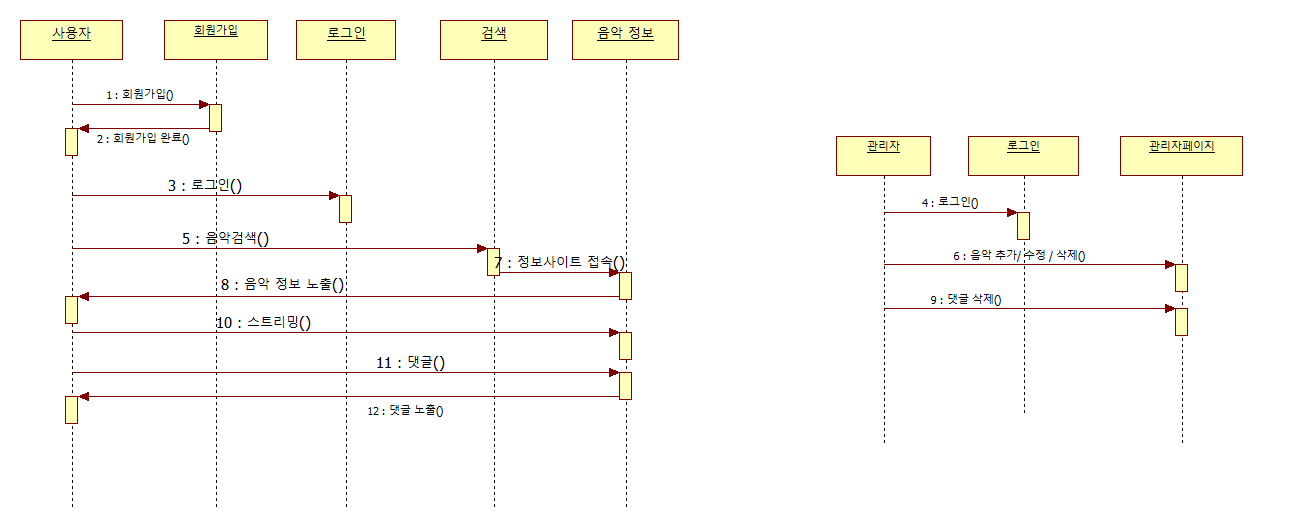 사용자
회원가입
로그인
검색
음악 정보
1 : 회원가입()
2 : 회원가입 완료()
3 : 로그인()
5 : 음악검색()
7 : 정보사이트 접속()
8 : 음악 정보 노출()
10 : 스트리밍()
11 : 댓글()
12 : 댓글 노출()
관리자
로그인
관리자페이지
4 : 로그인()
6 : 음악 추가/ 수정 / 삭제()
9 : 댓글 삭제()